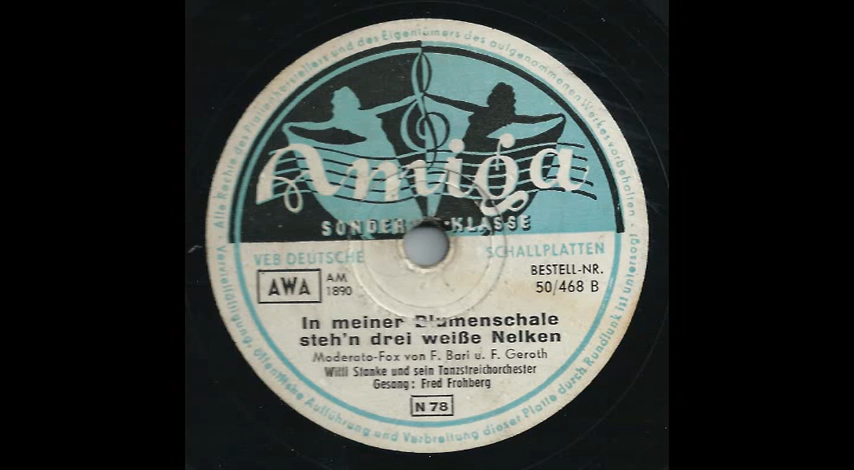 Alle Rechte des Plattenherstellers und des Eigentümers des aufgenommenen Werkes vorbehalten -
Amiga
SONDER-KLASSE
VEB DEUTSCHE SCHALLPLATTEN
AWA
AM
1890
BESTELL-NR.
50/468 B
In meiner Blumenschale
steh'n drei weiße Nelken
Moderato-Fox von F. Bari u. F. Geroth
Willi Stanke und sein Tanzstreichorchester
Gesang: Fred Frohberg
N 78
Vervielfältigung, öffentliche Aufführung und Verbreitung dieser Platte durch Rundfunk ist untersagt -